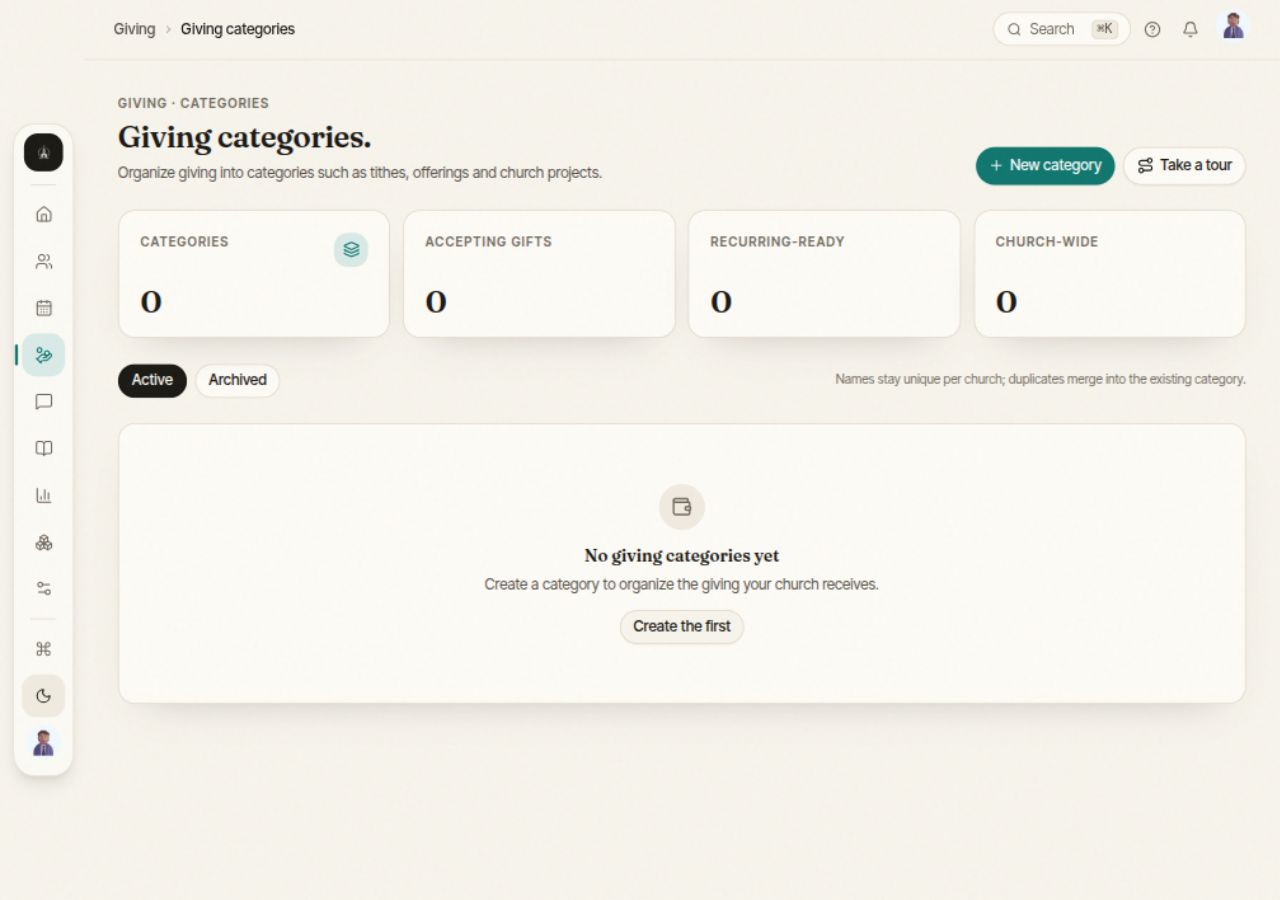 Giving › Giving categories
Search ⌘K
GIVING · CATEGORIES
Giving categories.
Organize giving into categories such as tithes, offerings and church projects.
+ New category
Take a tour
CATEGORIES
0
ACCEPTING GIFTS
0
RECURRING-READY
0
CHURCH-WIDE
0
Active
Archived
Names stay unique per church; duplicates merge into the existing category.
No giving categories yet
Create a category to organize the giving your church receives.
Create the first